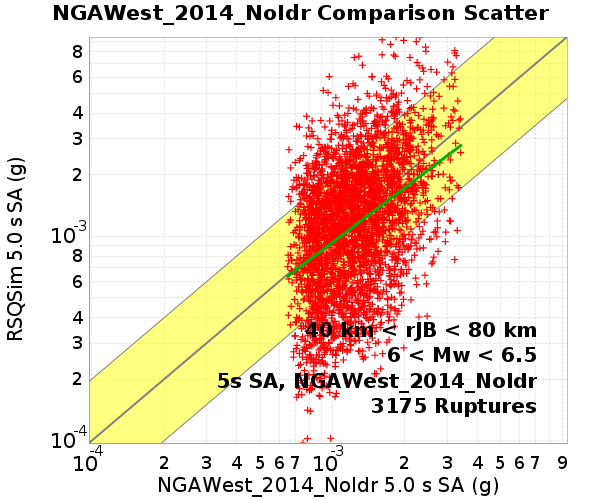 NGAWest_2014_NoIdr Comparison Scatter
RSQSim 5.0 s SA (g)
8
6
4
3
2
10-3
8
6
4
3
2
10-4
40 km < rJB < 80 km
6 < Mw < 6.5
5s SA, NGAWest_2014_NoIdr
3175 Ruptures
10-4 2 3 4 5 6 7 10-3 2 3 4 5 6 7 9
NGAWest_2014_NoIdr 5.0 s SA (g)